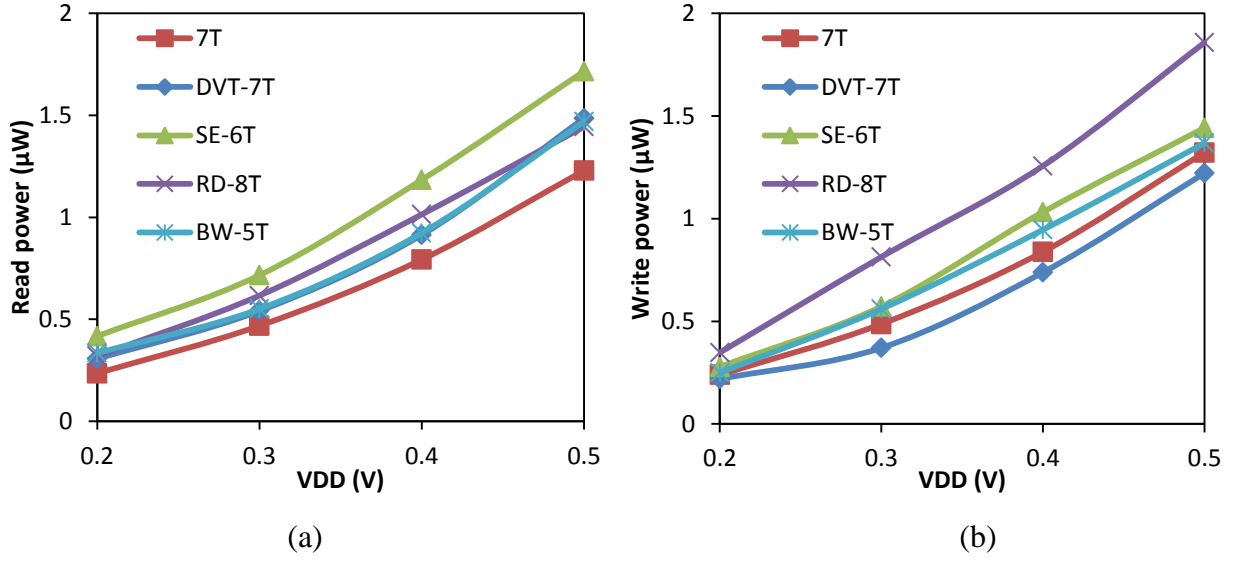 2
1.5
1
0.5
0
Read power (µW)
7T
DVT-7T
SE-6T
RD-8T
BW-5T
0.2
0.3
0.4
0.5
VDD (V)
(a)
2
1.5
1
0.5
0
Write power (µW)
7T
DVT-7T
SE-6T
RD-8T
BW-5T
0.2
0.3
0.4
0.5
VDD (V)
(b)